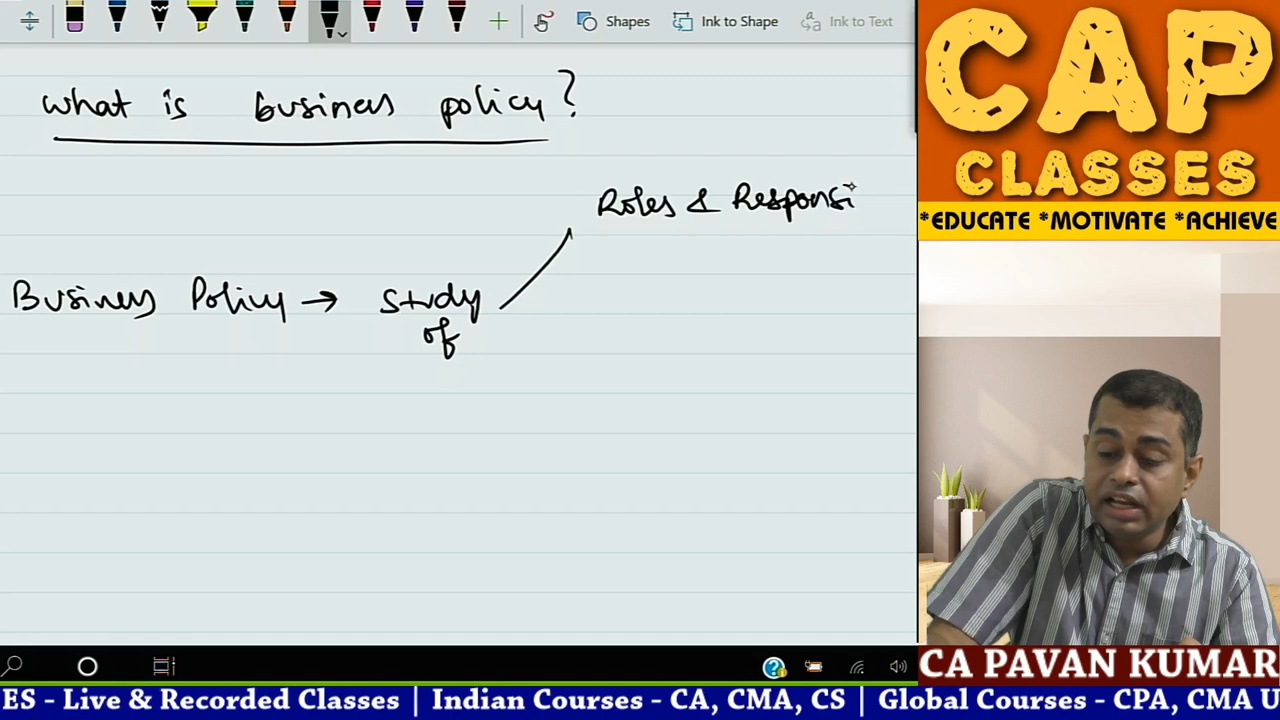 Shapes
Ink to Shape
Ink to Text
What is business policy?
Roles & Responsi
Business Policy → Study
of
CAP
CLASSES
*EDUCATE *MOTIVATE *ACHIEVE
CA PAVAN KUMAR
ES - Live & Recorded Classes | Indian Courses - CA, CMA, CS | Global Courses - CPA, CMA U